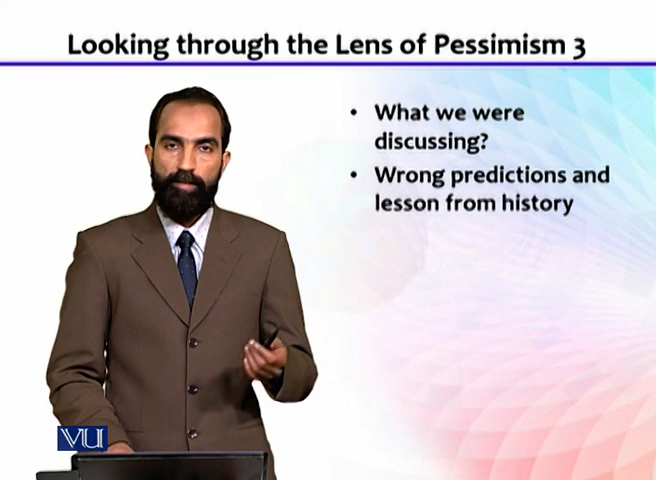 Looking through the Lens of Pessimism 3
• What we were
discussing?
• Wrong predictions and
lesson from history
VU